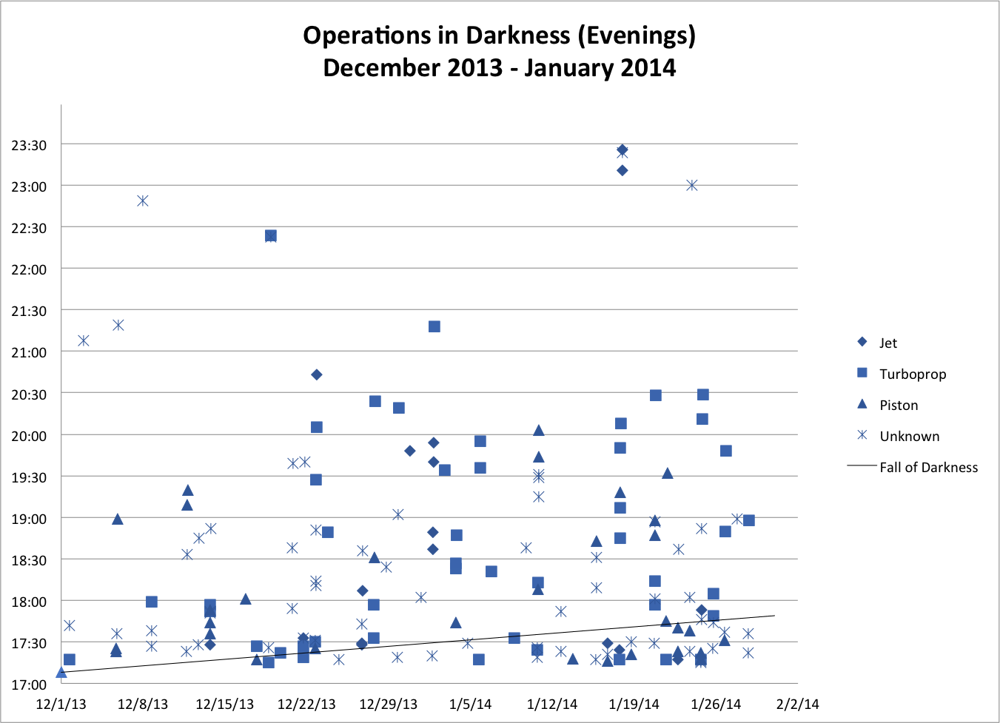 Operations in Darkness (Evenings)
December 2013 - January 2014
23:30
23:00
22:30
22:00
21:30
21:00
20:30
20:00
19:30
19:00
18:30
18:00
17:30
17:00
12/1/13 12/8/13 12/15/13 12/22/13 12/29/13 1/5/14 1/12/14 1/19/14 1/26/14 2/2/14
Jet
Turboprop
Piston
Unknown
Fall of Darkness